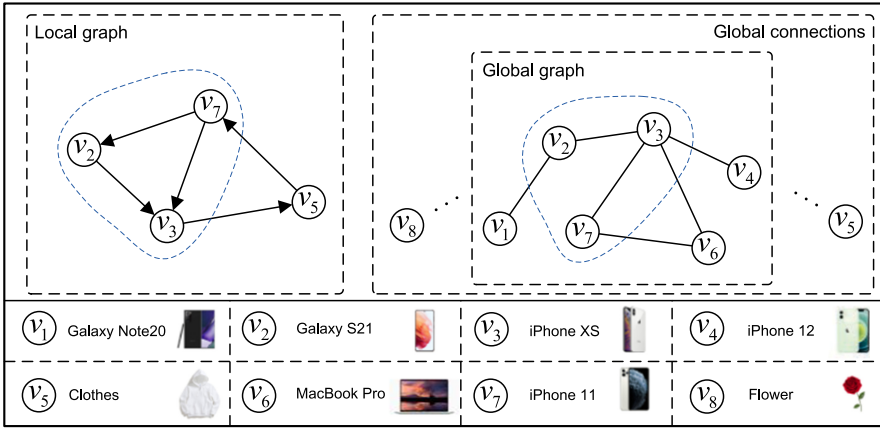 Local graph
v7
v2
v3
v5
Global connections
Global graph
v2
v3
v4
v8
v1
v7
v6
v5
v1 Galaxy Note20
v2 Galaxy S21
v3 iPhone XS
v4 iPhone 12
v5 Clothes
v6 MacBook Pro
v7 iPhone 11
v8 Flower